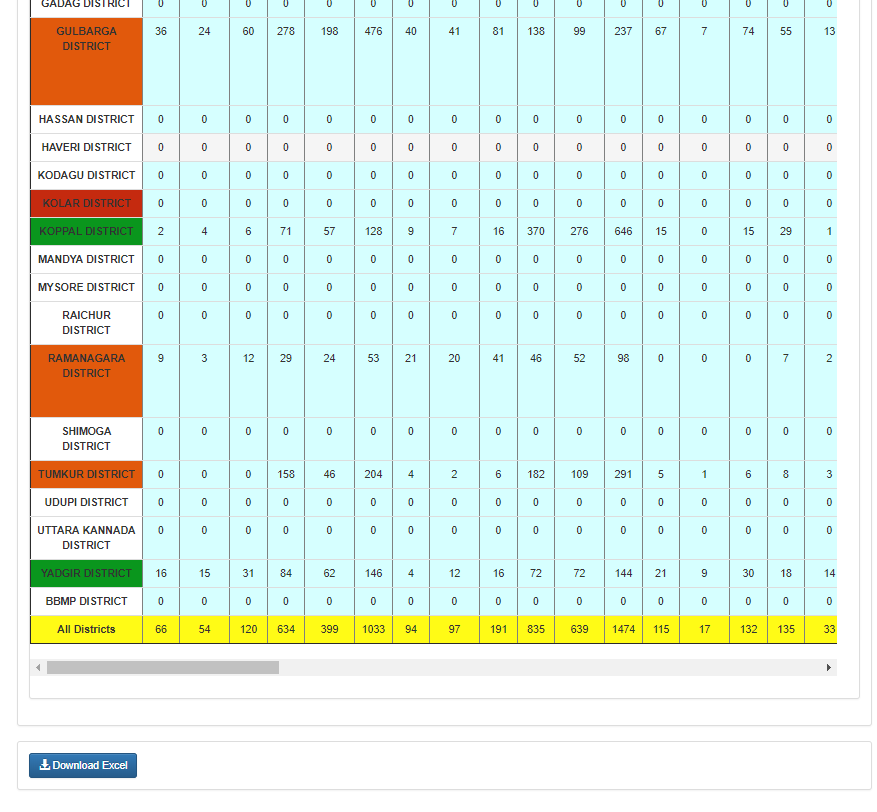 GADAG DISTRICT 0 0 0 0 0 0 0 0 0 0 0 0 0 0 0 0 0
GULBARGA 36 24 60 278 198 476 40 41 81 138 99 237 67 7 74 55 13
DISTRICT
HASSAN DISTRICT 0 0 0 0 0 0 0 0 0 0 0 0 0 0 0 0 0
HAVERI DISTRICT 0 0 0 0 0 0 0 0 0 0 0 0 0 0 0 0 0
KODAGU DISTRICT 0 0 0 0 0 0 0 0 0 0 0 0 0 0 0 0 0
KOLAR DISTRICT 0 0 0 0 0 0 0 0 0 0 0 0 0 0 0 0 0
KOPPAL DISTRICT 2 4 6 71 57 128 9 7 16 370 276 646 15 0 15 29 1
MANDYA DISTRICT 0 0 0 0 0 0 0 0 0 0 0 0 0 0 0 0 0
MYSORE DISTRICT 0 0 0 0 0 0 0 0 0 0 0 0 0 0 0 0 0
RAICHUR 0 0 0 0 0 0 0 0 0 0 0 0 0 0 0 0 0
DISTRICT
RAMANAGARA 9 3 12 29 24 53 21 20 41 46 52 98 0 0 0 7 2
DISTRICT
SHIMOGA 0 0 0 0 0 0 0 0 0 0 0 0 0 0 0 0 0
DISTRICT
TUMKUR DISTRICT 0 0 0 158 46 204 4 2 6 182 109 291 5 1 6 8 3
UDUPI DISTRICT 0 0 0 0 0 0 0 0 0 0 0 0 0 0 0 0 0
UTTARA KANNADA 0 0 0 0 0 0 0 0 0 0 0 0 0 0 0 0 0
DISTRICT
YADGIR DISTRICT 16 15 31 84 62 146 4 12 16 72 72 144 21 9 30 18 14
BBMP DISTRICT 0 0 0 0 0 0 0 0 0 0 0 0 0 0 0 0 0
All Districts 66 54 120 634 399 1033 94 97 191 835 639 1474 115 17 132 135 33
Download Excel